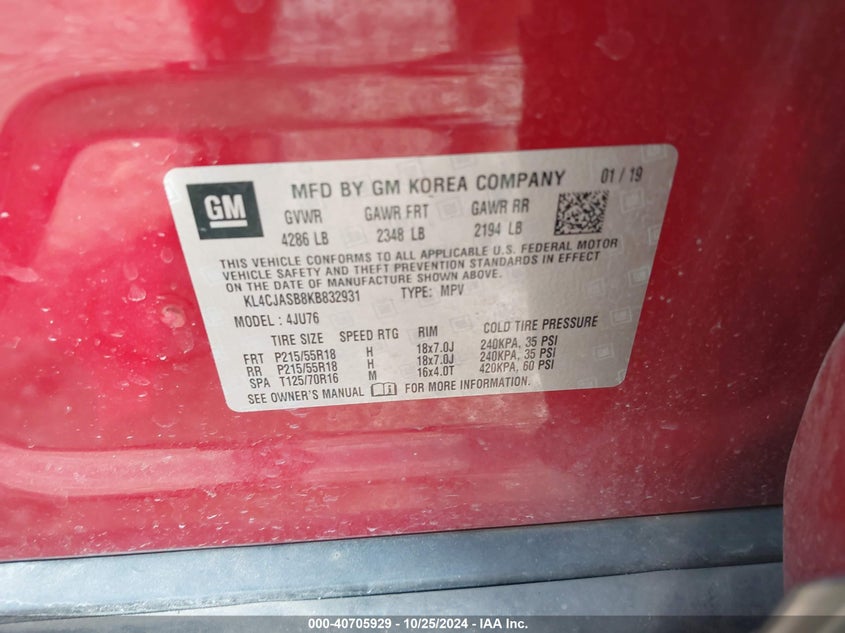 GM
MFD BY GM KOREA COMPANY 01 / 19
GVWR GAWR FRT GAWR RR
4286 LB 2348 LB 2194 LB
THIS VEHICLE CONFORMS TO ALL APPLICABLE U.S. FEDERAL MOTOR
VEHICLE SAFETY AND THEFT PREVENTION STANDARDS IN EFFECT
ON THE DATE OF MANUFACTURE SHOWN ABOVE.
KL4CJASB8KB832931 TYPE: MPV
MODEL: 4JU76
TIRE SIZE SPEED RTG RIM COLD TIRE PRESSURE
FRT P215/55R18 H 18x7.0J 240KPA, 35 PSI
RR P215/55R18 H 18x7.0J 240KPA, 35 PSI
SPA T125/70R16 M 16x4.0T 420KPA, 60 PSI
SEE OWNER'S MANUAL FOR MORE INFORMATION.
000-40705929 - 10/25/2024 - IAA Inc.